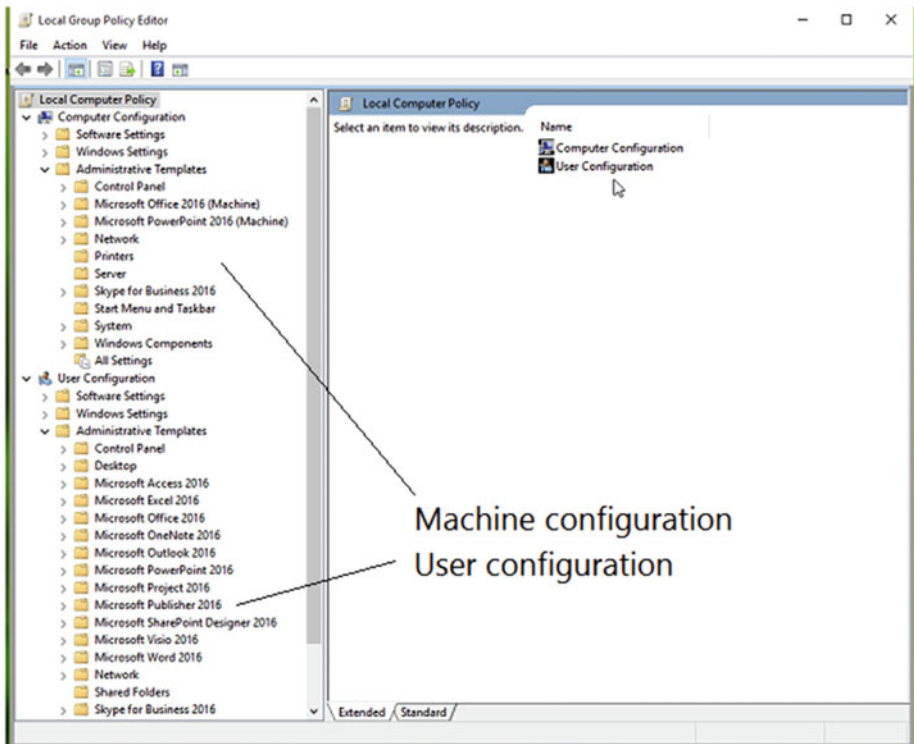 Local Group Policy Editor
File Action View Help
Local Computer Policy
Computer Configuration
Software Settings
Windows Settings
Administrative Templates
Control Panel
Microsoft Office 2016 (Machine)
Microsoft PowerPoint 2016 (Machine)
Network
Printers
Server
Skype for Business 2016
Start Menu and Taskbar
System
Windows Components
All Settings
User Configuration
Software Settings
Windows Settings
Administrative Templates
Control Panel
Desktop
Microsoft Access 2016
Microsoft Excel 2016
Microsoft Office 2016
Microsoft OneNote 2016
Microsoft Outlook 2016
Microsoft PowerPoint 2016
Microsoft Project 2016
Microsoft Publisher 2016
Microsoft SharePoint Designer 2016
Microsoft Visio 2016
Microsoft Word 2016
Network
Shared Folders
Skype for Business 2016
Local Computer Policy
Select an item to view its description.
Name
Computer Configuration
User Configuration
Machine configuration
User configuration
Extended Standard